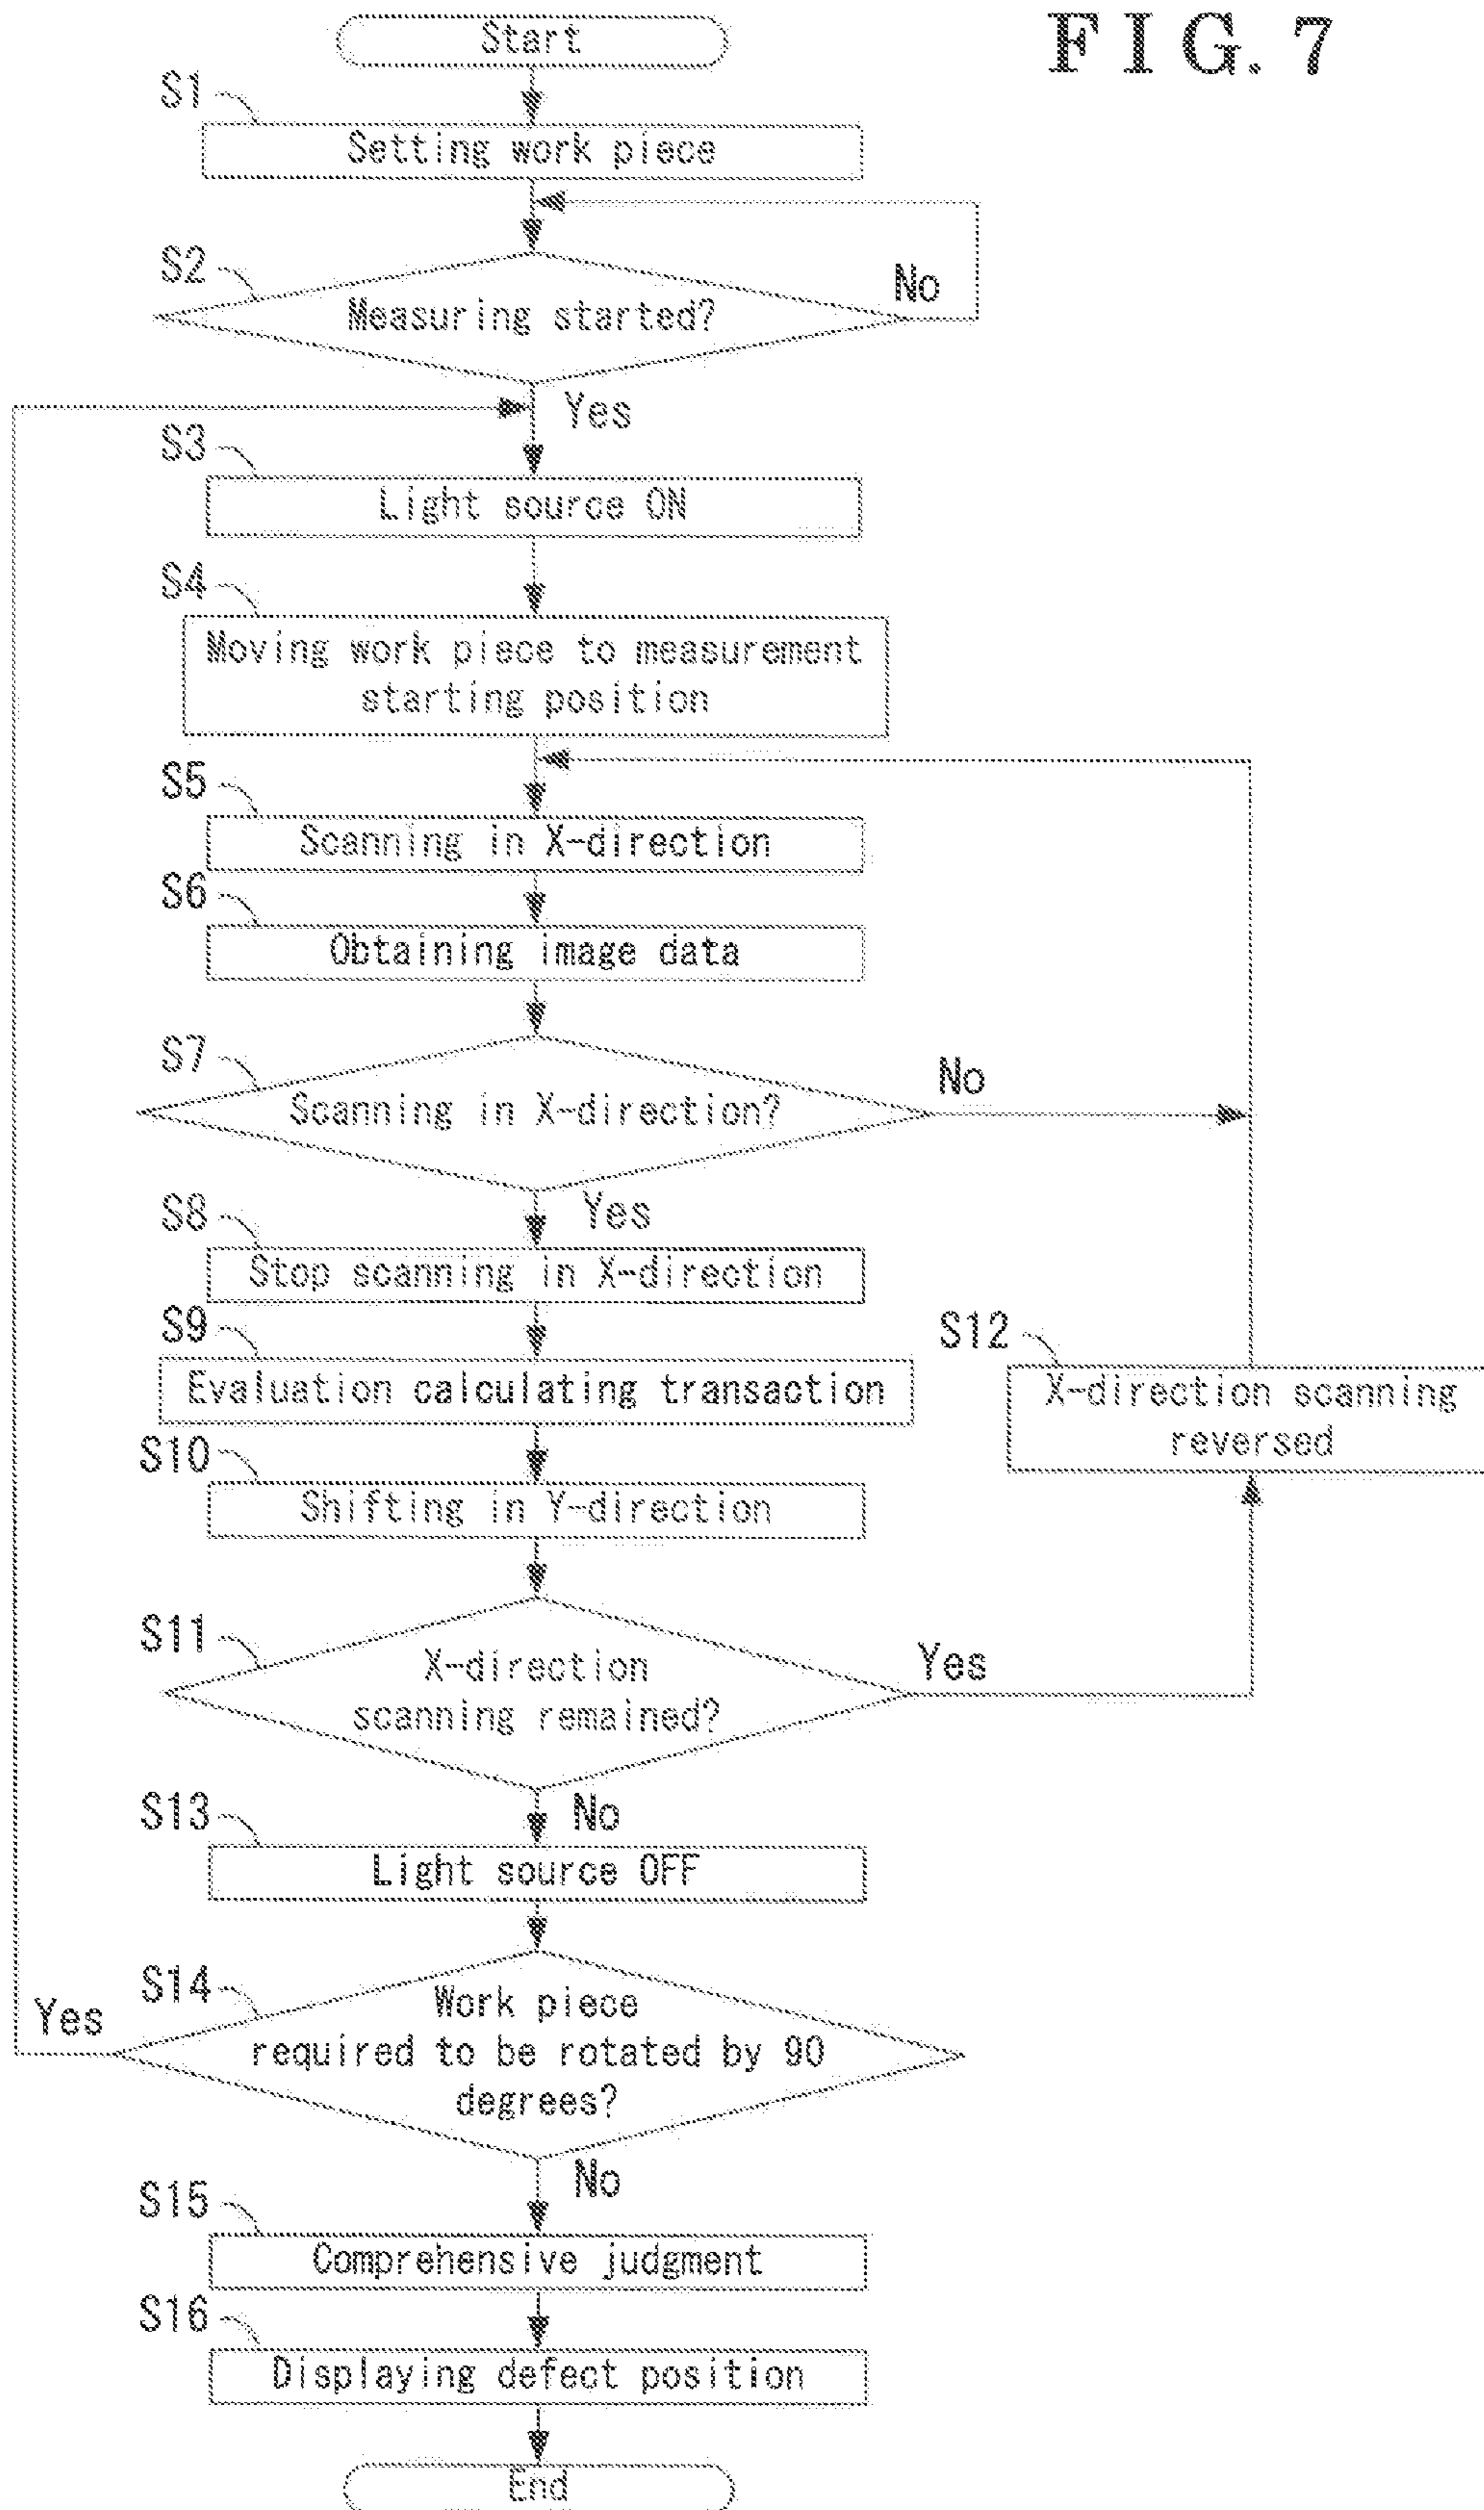 FIG. 7
Start
S1
Setting work piece
S2
Measuring started?
No
Yes
S3
Light source ON
S4
Moving work piece to measurement
starting position
S5
Scanning in X-direction
S6
Obtaining image data
S7
Scanning in X-direction?
No
Yes
S8
Stop scanning in X-direction
S9
Evaluation calculating transaction
S10
Shifting in Y-direction
S12
X-direction scanning
reversed
S11
X-direction
scanning remained?
Yes
No
S13
Light source OFF
S14
Work piece
required to be rotated by 90
degrees?
Yes
No
S15
Comprehensive judgment
S16
Displaying defect position
End